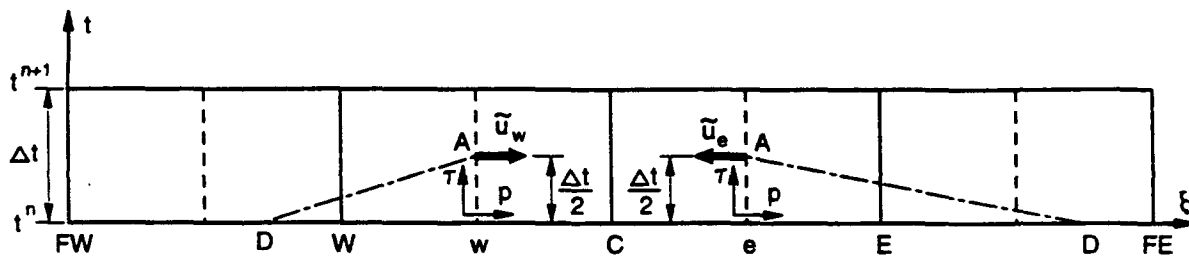 t
t^{n+1}
Δt
A ũ_w
ũ_e A
τ p
Δt/2
Δt/2
τ p
t^n
ξ
FW D W w C e E D FE